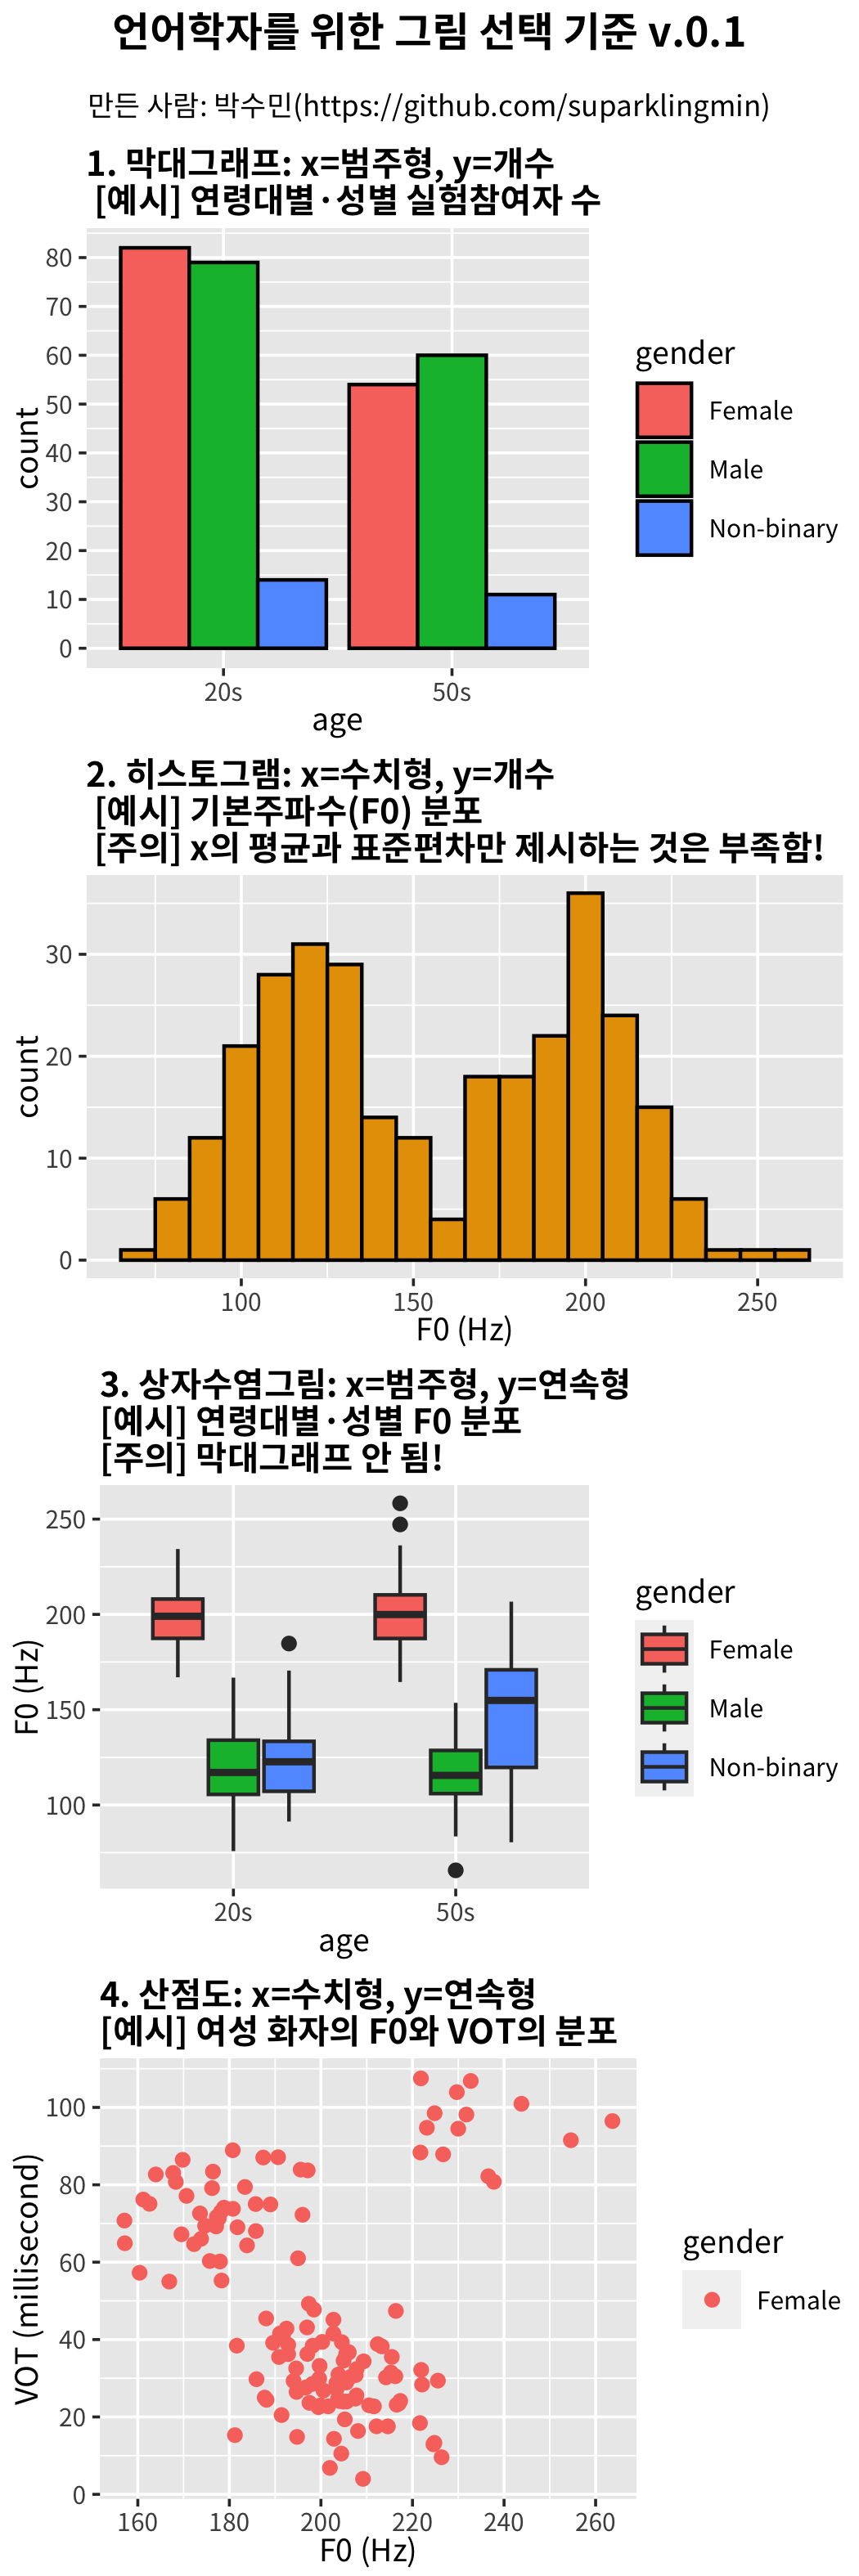 언어학자를 위한 그림 선택 기준 v.0.1
만든 사람: 박수민(https://github.com/suparklingmin)
1. 막대그래프: x=범주형, y=개수
[예시] 연령대별·성별 실험참여자 수
80
70
60
50
40
30
20
10
0
count
20s
50s
age
gender
Female
Male
Non-binary
2. 히스토그램: x=수치형, y=개수
[예시] 기본주파수(F0) 분포
[주의] x의 평균과 표준편차만 제시하는 것은 부족함!
30
20
10
0
count
100
150
200
250
F0 (Hz)
3. 상자수염그림: x=범주형, y=연속형
[예시] 연령대별·성별 F0 분포
[주의] 막대그래프 안 됨!
250
200
150
100
F0 (Hz)
20s
50s
age
gender
Female
Male
Non-binary
4. 산점도: x=수치형, y=연속형
[예시] 여성 화자의 F0와 VOT의 분포
100
80
60
40
20
0
VOT (millisecond)
160
180
200
220
240
260
F0 (Hz)
gender
Female